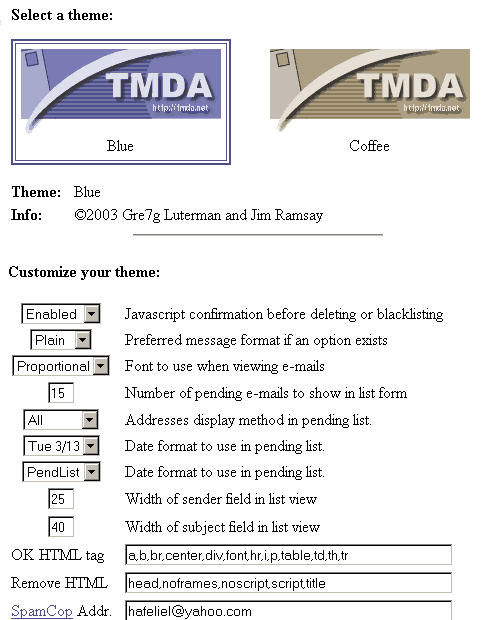 Select a theme:
TMDA
http://tmda.net
Blue
TMDA
http://tmda.net
Coffee
Theme: Blue
Info: ©2003 Gre7g Luterman and Jim Ramsay
Customize your theme:
Enabled Javascript confirmation before deleting or blacklisting
Plain Preferred message format if an option exists
Proportional Font to use when viewing e-mails
15 Number of pending e-mails to show in list form
All Addresses display method in pending list.
Tue 3/13 Date format to use in pending list.
PendList Date format to use in pending list.
25 Width of sender field in list view
40 Width of subject field in list view
OK HTML tag a,b,br,center,div,font,hr,i,p,table,td,th,tr
Remove HTML head,noframes,noscript,script,title
SpamCop Addr. hafeliel@yahoo.com